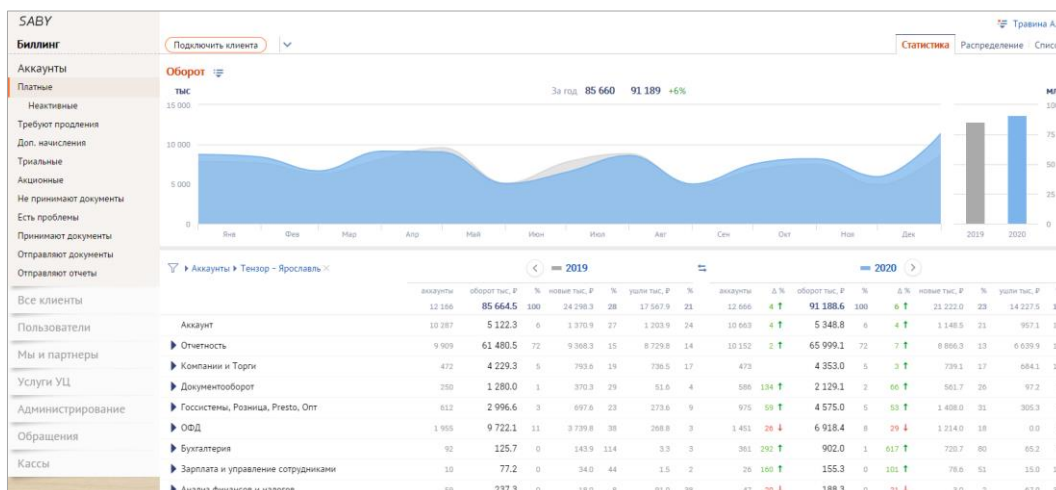 SABY
Травина А
Биллинг
Подключить клиента
Статистика Распределение Спис
Аккаунты
Платные
Неактивные
Требуют продления
Доп. начисления
Триальные
Акционные
Не принимают документы
Есть проблемы
Принимают документы
Отправляют документы
Отправляют отчеты
Все клиенты
Пользователи
Мы и партнеры
Услуги УЦ
Администрирование
Обращения
Кассы
Оборот
тыс За год 85 660 91 189 +6%
15 000
10 000
5 000
0
Янв Фев Мар Апр Май Июн Июл Авг Сен Окт Ноя Дек
75
50
25
0
2019 2020
Аккаунты Тензор - Ярославль 2019 2020
аккаунты оборот тыс, ₽ % новые тыс, ₽ % ушли тыс, ₽ % аккаунты Δ % оборот тыс, ₽ % Δ % новые тыс, ₽ % ушли тыс, ₽
12 166 85 664.5 100 24 298.3 28 17 567.9 21 12 666 4 91 188.6 100 6 21 222.0 23 14 227.5
Аккаунт 10 287 5 122.3 6 1 370.9 27 1 203.9 24 10 663 4 5 348.8 6 4 1 148.5 21 957.1
Отчетность 9 909 61 480.5 72 9 368.3 15 8 729.8 14 10 152 2 65 999.1 72 7 8 866.3 13 6 639.9
Компании и Торги 472 4 229.3 5 793.6 19 736.5 17 473 4 353.0 5 3 739.1 17 684.1
Документооборот 250 1 280.0 1 370.3 29 51.6 4 586 134 2 129.1 2 66 561.7 26 97.2
Госсистемы, Розница, Presto, Опт 612 2 996.6 3 697.6 23 273.6 9 975 59 4 575.0 5 53 1 408.0 31 305.3
ОФД 1 955 9 722.1 11 3 739.8 38 268.8 3 1 451 26 6 918.4 8 29 1 214.0 18 0.0
Бухгалтерия 92 125.7 0 143.9 114 3.3 3 361 292 902.0 1 617 720.7 80 65.2
Зарплата и управление сотрудниками 10 77.2 0 34.0 44 1.5 2 26 160 155.3 0 101 78.6 51 15.0
Анализ финансов и налогов 237.3 188.3